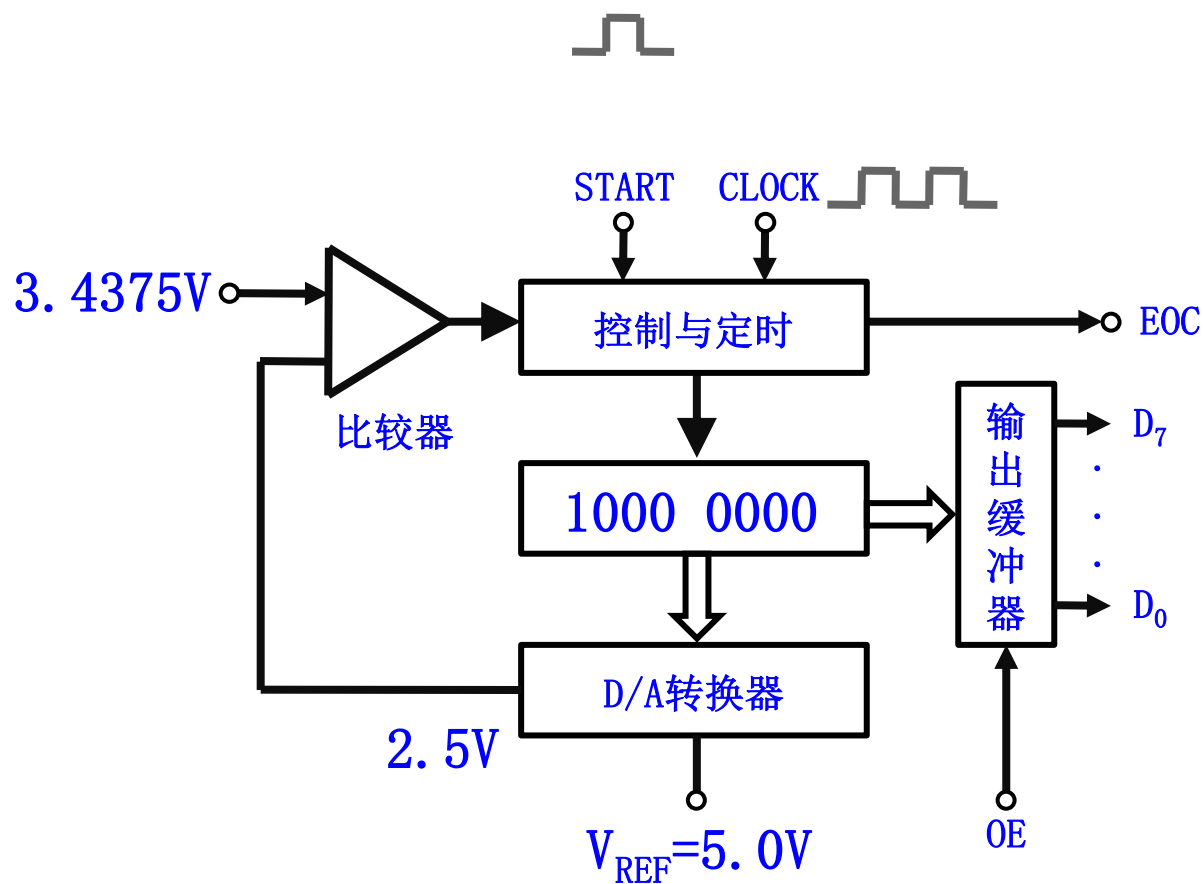 START CLOCK
3.4375V
控制与定时
EOC
比较器
输出缓冲器
D₇
.
.
.
D₀
1000 0000
D/A转换器
2.5V
V_REF=5.0V
OE